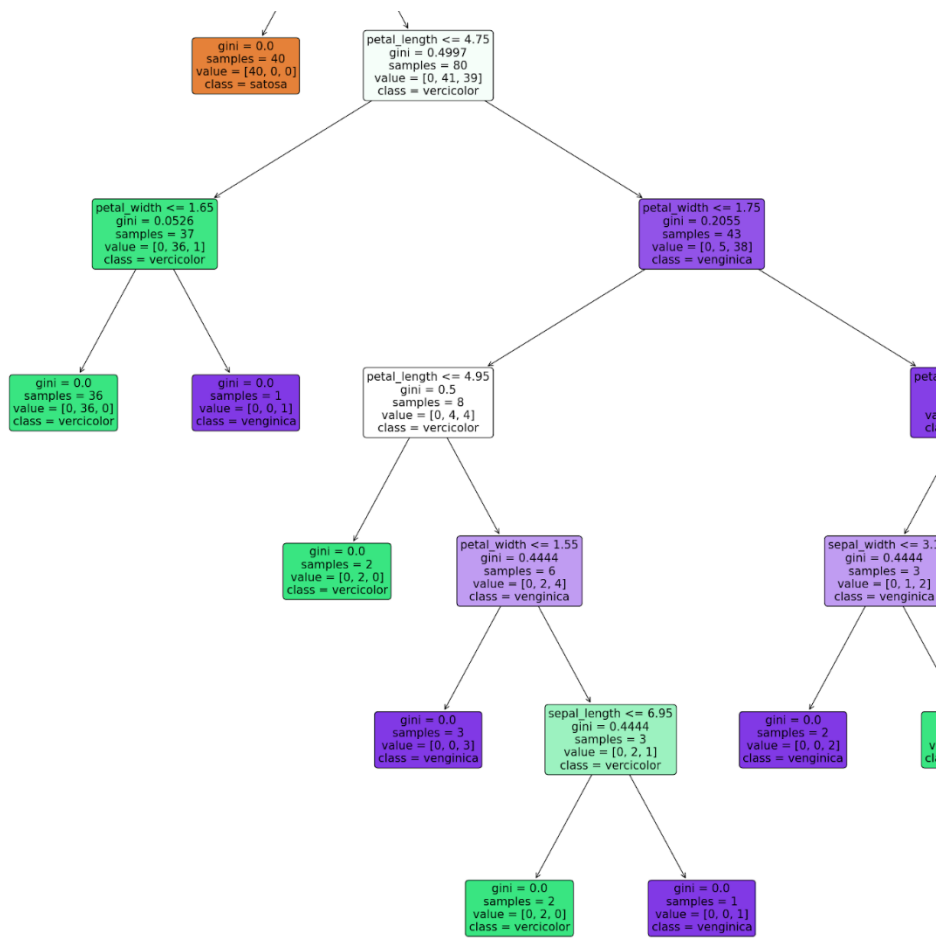 gini = 0.0
samples = 40
value = [40, 0, 0]
class = satosa
petal_length <= 4.75
gini = 0.4997
samples = 80
value = [0, 41, 39]
class = vercicolor
petal_width <= 1.65
gini = 0.0526
samples = 37
value = [0, 36, 1]
class = vercicolor
petal_width <= 1.75
gini = 0.2055
samples = 43
value = [0, 5, 38]
class = venginica
gini = 0.0
samples = 36
value = [0, 36, 0]
class = vercicolor
gini = 0.0
samples = 1
value = [0, 0, 1]
class = venginica
petal_length <= 4.95
gini = 0.5
samples = 8
value = [0, 4, 4]
class = vercicolor
gini = 0.0
samples = 2
value = [0, 2, 0]
class = vercicolor
petal_width <= 1.55
gini = 0.4444
samples = 6
value = [0, 2, 4]
class = venginica
sepal_width <=
gini = 0.4444
samples = 3
value = [0, 1, 2]
class = venginica
gini = 0.0
samples = 3
value = [0, 0, 3]
class = venginica
sepal_length <= 6.95
gini = 0.4444
samples = 3
value = [0, 2, 1]
class = vercicolor
gini = 0.0
samples = 2
value = [0, 0, 2]
class = venginica
gini = 0.0
samples = 2
value = [0, 2, 0]
class = vercicolor
gini = 0.0
samples = 1
value = [0, 0, 1]
class = venginica